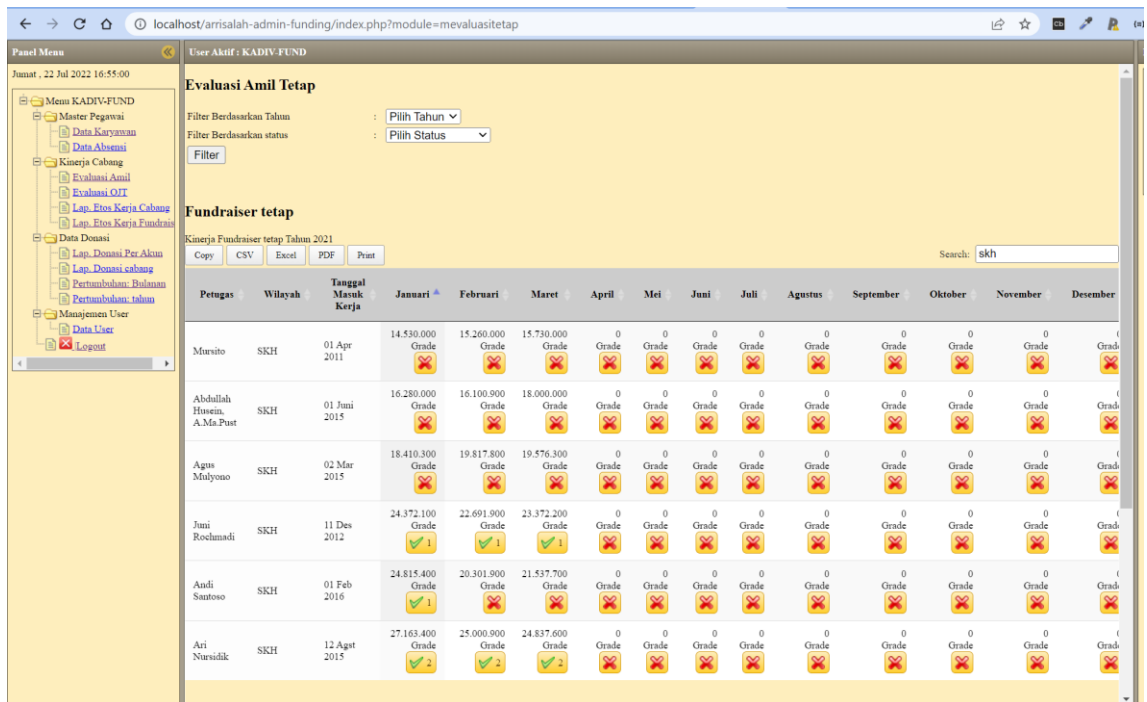 localhost/arrisalah-admin-funding/index.php?module=mevaluasitetap
Panel Menu
User Aktif : KADIV-FUND
Jumat , 22 Jul 2022 16:55:00
Menu KADIV-FUND
Master Pegawai
Data Karyawan
Data Absensi
Kinerja Cabang
Evaluasi Amil
Evaluasi OJT
Lap. Etos Kerja Cabang
Lap. Etos Kerja Fundrais
Data Donasi
Lap. Donasi Per Akun
Lap. Donasi cabang
Pertumbuhan: Bulanan
Pertumbuhan: tahun
Manajemen User
Data User
Logout
Evaluasi Amil Tetap
Filter Berdasarkan Tahun : Pilih Tahun
Filter Berdasarkan status : Pilih Status
Filter
Fundraiser tetap
Kinerja Fundraiser tetap Tahun 2021
Copy CSV Excel PDF Print Search: skh
Petugas Wilayah Tanggal Masuk Kerja Januari Februari Maret April Mei Juni Juli Agustus September Oktober November Desember
14.530.000 15.260.000 15.730.000 0 0 0 0 0 0 0 0
Mursito SKH 01 Apr 2011 Grade Grade Grade Grade Grade Grade Grade Grade Grade Grade Grade Grad
16.280.000 16.100.900 18.000.000 0 0 0 0 0 0 0 0
Abdullah Husein, A.Ma.Pust SKH 01 Juni 2015 Grade Grade Grade Grade Grade Grade Grade Grade Grade Grade Grade Grad
18.410.300 19.817.800 19.576.300 0 0 0 0 0 0 0 0
Agus Mulyono SKH 02 Mar 2015 Grade Grade Grade Grade Grade Grade Grade Grade Grade Grade Grade Grad
24.372.100 22.691.900 23.372.200 0 0 0 0 0 0 0 0
Juni Rochmadi SKH 11 Des 2012 Grade Grade Grade Grade Grade Grade Grade Grade Grade Grade Grade Grad
1 1 1
24.815.400 20.301.900 21.537.700 0 0 0 0 0 0 0 0
Andi Santoso SKH 01 Feb 2016 Grade Grade Grade Grade Grade Grade Grade Grade Grade Grade Grade Grad
1
27.163.400 25.000.900 24.837.600 0 0 0 0 0 0 0 0
Ari Nursidik SKH 12 Agst 2015 Grade Grade Grade Grade Grade Grade Grade Grade Grade Grade Grade Grad
2 2 2